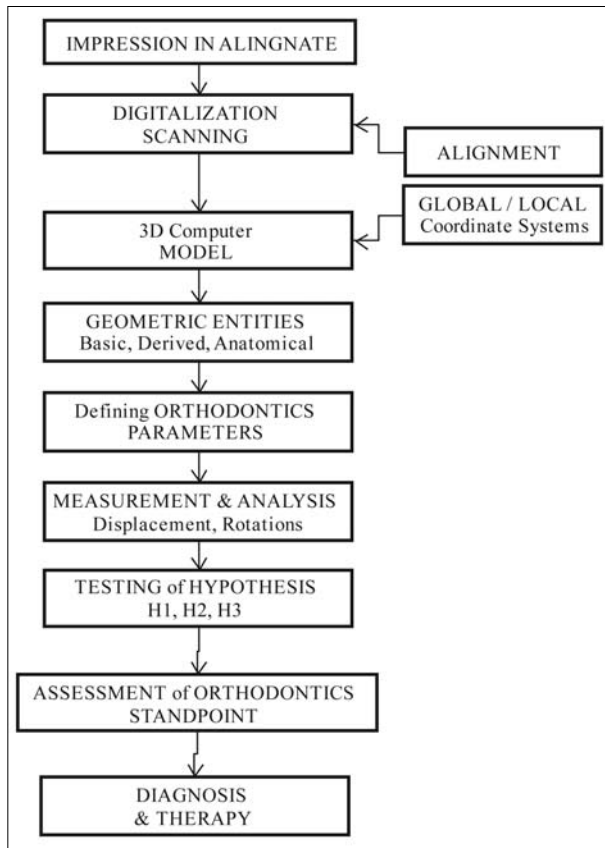 IMPRESSION IN ALINGNATE
DIGITALIZATION
SCANNING
ALIGNMENT
GLOBAL / LOCAL
Coordinate Systems
3D Computer
MODEL
GEOMETRIC ENTITIES
Basic, Derived, Anatomical
Defining ORTHODONTICS
PARAMETERS
MEASUREMENT & ANALYSIS
Displacement, Rotations
TESTING of HYPOTHESIS
H1, H2, H3
ASSESSMENT of ORTHODONTICS
STANDPOINT
DIAGNOSIS
& THERAPY